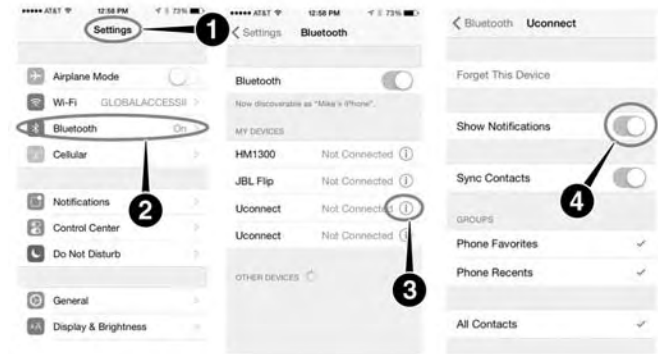 AT&T 12:58 PM 73%
Settings
1
Airplane Mode
Wi-Fi GLOBALACCESSII
Bluetooth On
2
Cellular
Notifications
Control Center
Do Not Disturb
General
Display & Brightness
AT&T 12:58 PM 73%
Settings Bluetooth
Bluetooth
Now discoverable as "Mike's iPhone".
MY DEVICES
HM1300 Not Connected
JBL Flip Not Connected
Uconnect Not Connected
Uconnect Not Connected
3
OTHER DEVICES
Bluetooth Uconnect
Forget This Device
Show Notifications
4
Sync Contacts
GROUPS
Phone Favorites
Phone Recents
All Contacts